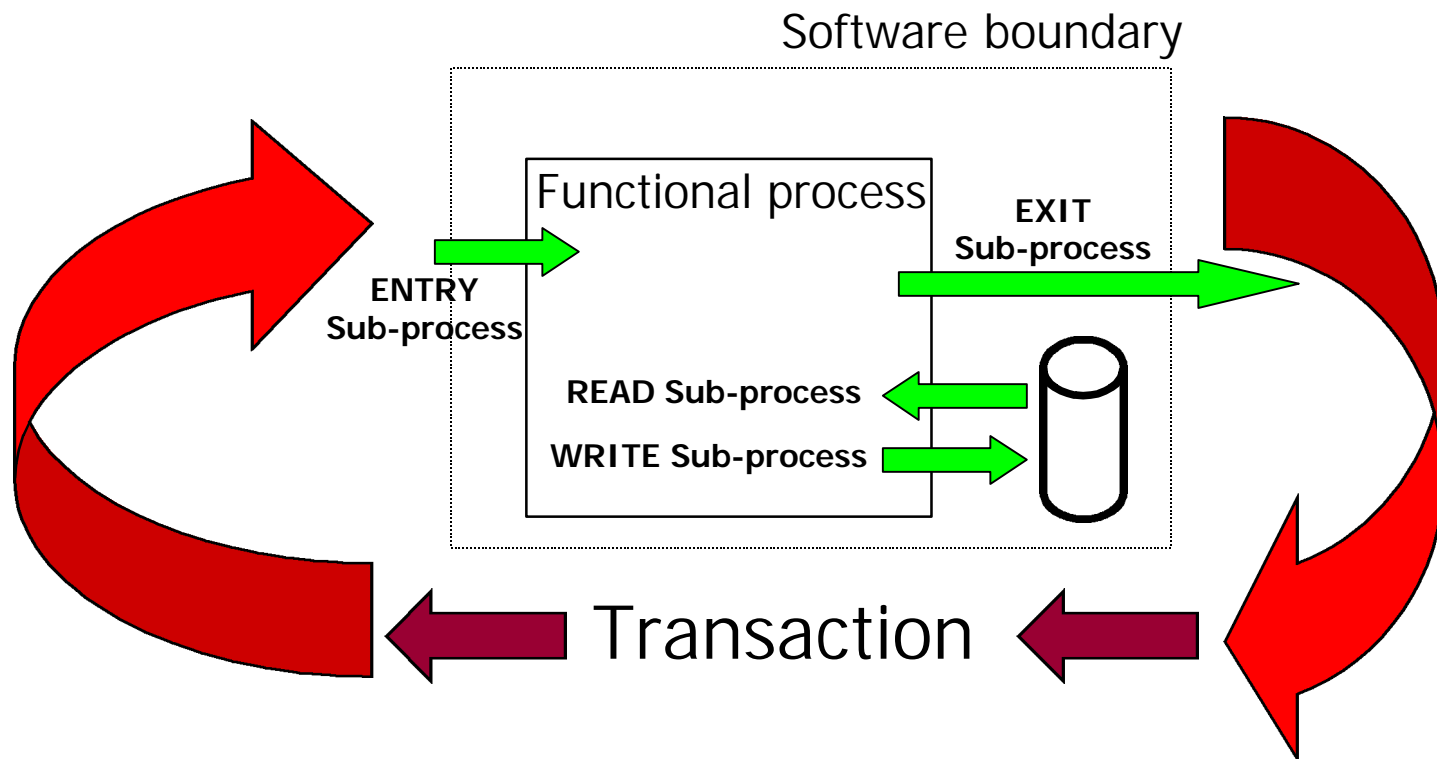 Software boundary
Functional process
EXIT
Sub-process
ENTRY
Sub-process
READ Sub-process
WRITE Sub-process
Transaction